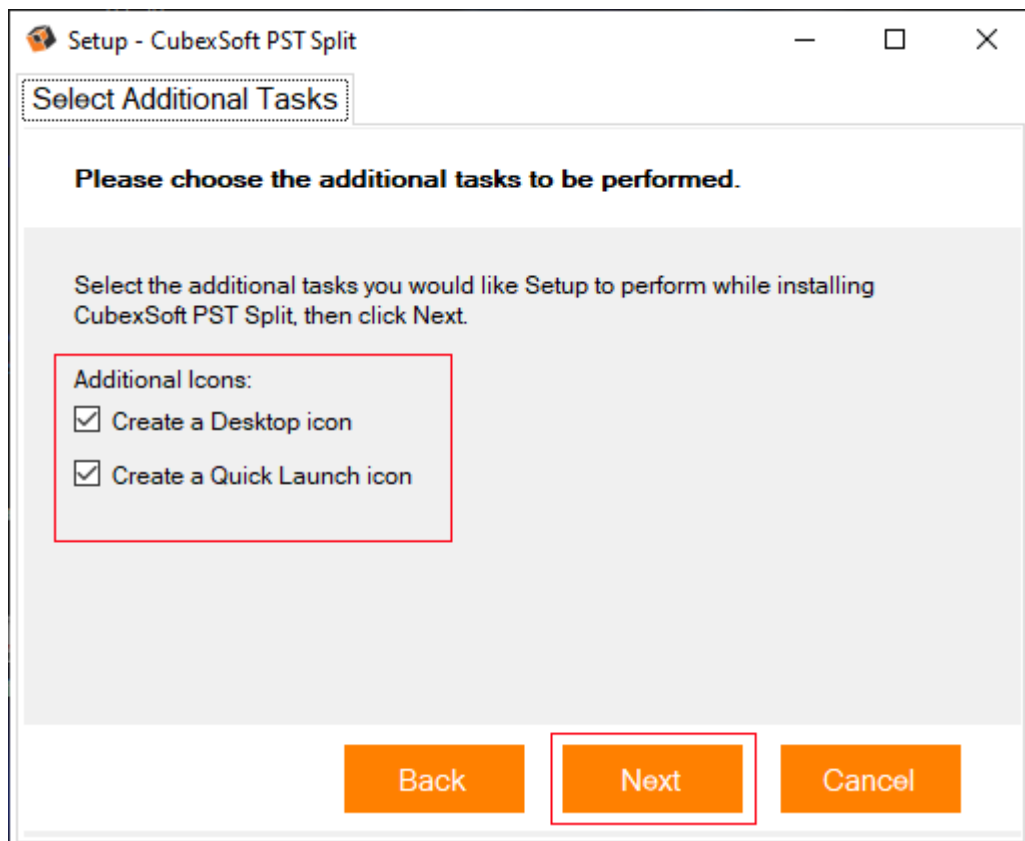 Setup - CubexSoft PST Split
Select Additional Tasks
Please choose the additional tasks to be performed.
Select the additional tasks you would like Setup to perform while installing
CubexSoft PST Split, then click Next.
Additional Icons:
Create a Desktop icon
Create a Quick Launch icon
Back Next Cancel